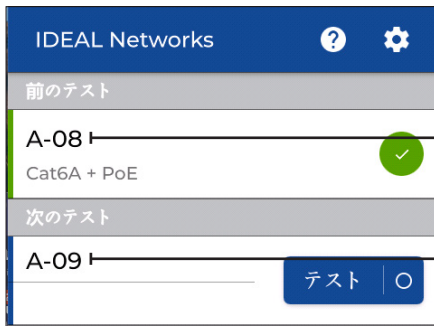 IDEAL Networks
前のテスト
A-08
Cat6A + PoE
次のテスト
A-09
テスト